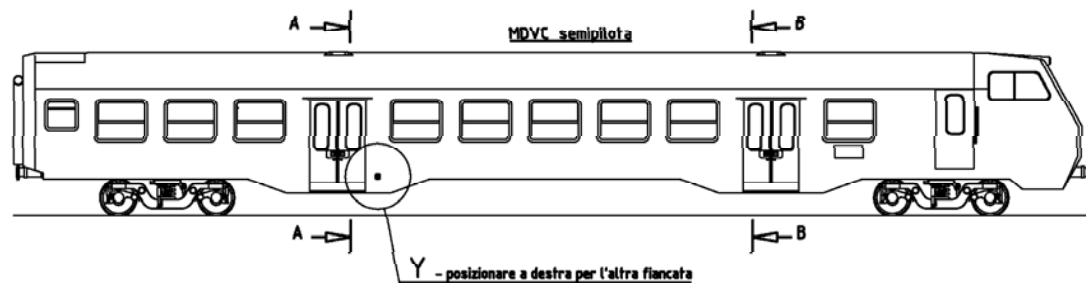 A
MDVC semipilota
B
A
B
Y - posizionare a destra per l'altra fiancata